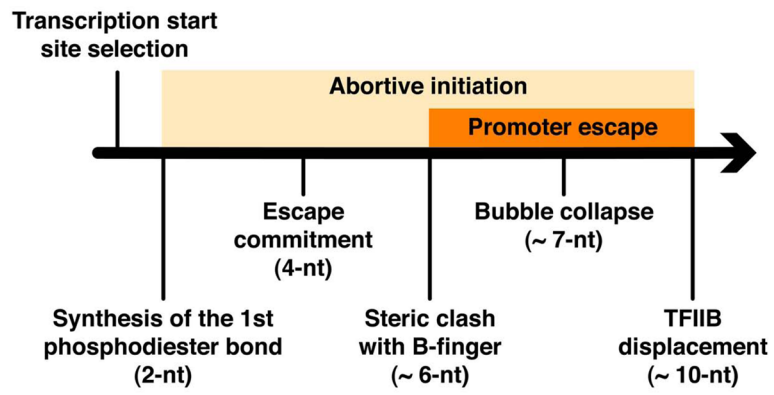 Transcription start
site selection
Abortive initiation
Promoter escape
Escape
commitment
(4-nt)
Bubble collapse
(~ 7-nt)
Synthesis of the 1st
phosphodiester bond
(2-nt)
Steric clash
with B-finger
(~ 6-nt)
TFIIB
displacement
(~ 10-nt)